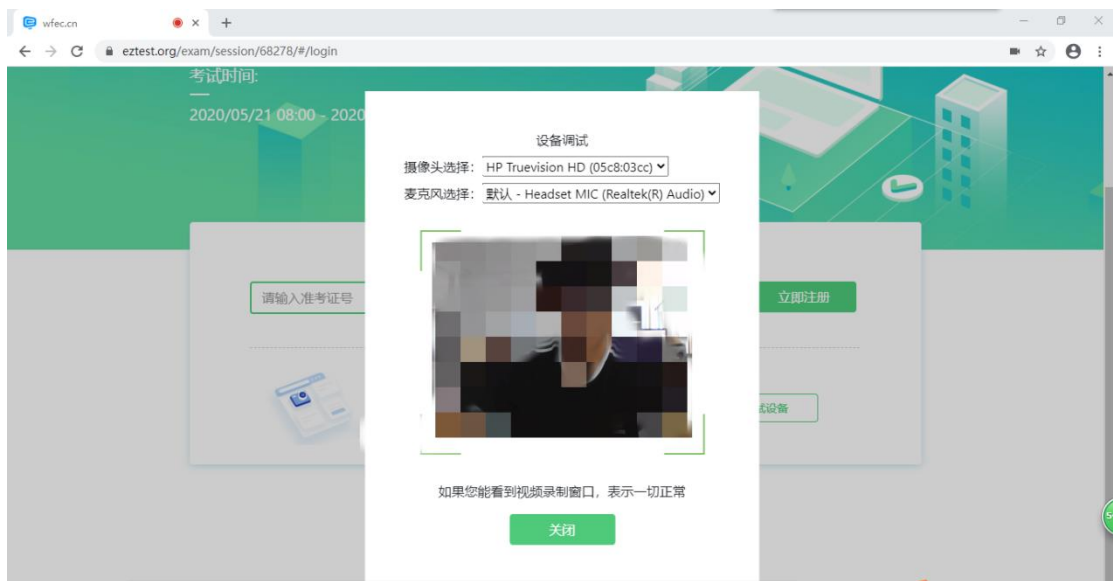 wfec.cn
eztest.org/exam/session/68278/#/login
考试时间:
2020/05/21 08:00 - 2020
设备调试
摄像头选择: HP Truevision HD (05c8:03cc)
麦克风选择: 默认 - Headset MIC (Realtek(R) Audio)
请输入准考证号
立即注册
试设备
如果您能看到视频录制窗口，表示一切正常
关闭